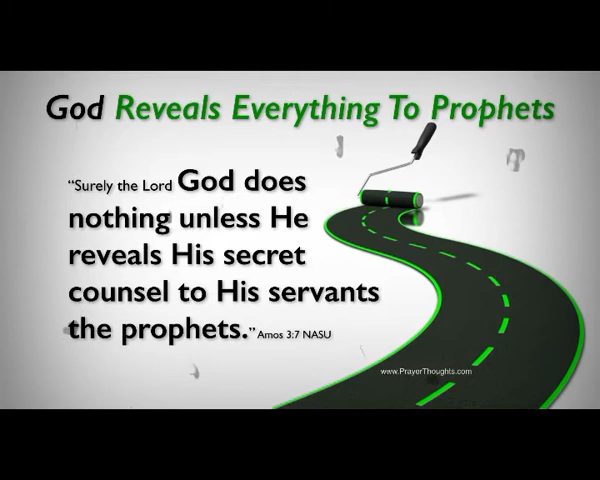 God Reveals Everything To Prophets
“Surely the Lord God does
nothing unless He
reveals His secret
counsel to His servants
the prophets.” Amos 3:7 NASU
www.PrayerThoughts.com